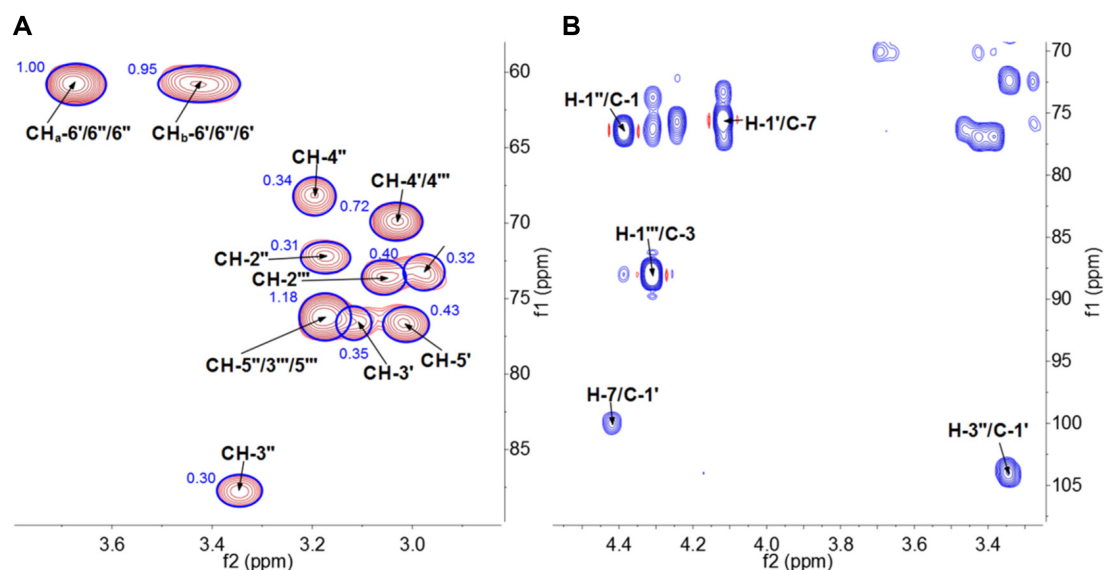 A
1.00
0.95
CHa-6'/6"/6"
CHb-6'/6"/6'
CH-4"
0.34
CH-4'/4'"
0.72
0.31
CH-2"
0.40
0.32
CH-2'"
1.18
0.43
CH-5"/3'"/5'"
0.35
CH-3'
CH-5'
CH-3"
0.30
60
65
70
75
80
85
f1 (ppm)
3.6
3.4
3.2
3.0
f2 (ppm)
B
H-1"/C-1
H-1'/C-7
H-1'"/C-3
H-7/C-1'
H-3"/C-1'
70
75
80
85
90
95
100
105
f1 (ppm)
4.4
4.2
4.0
3.8
3.6
3.4
f2 (ppm)